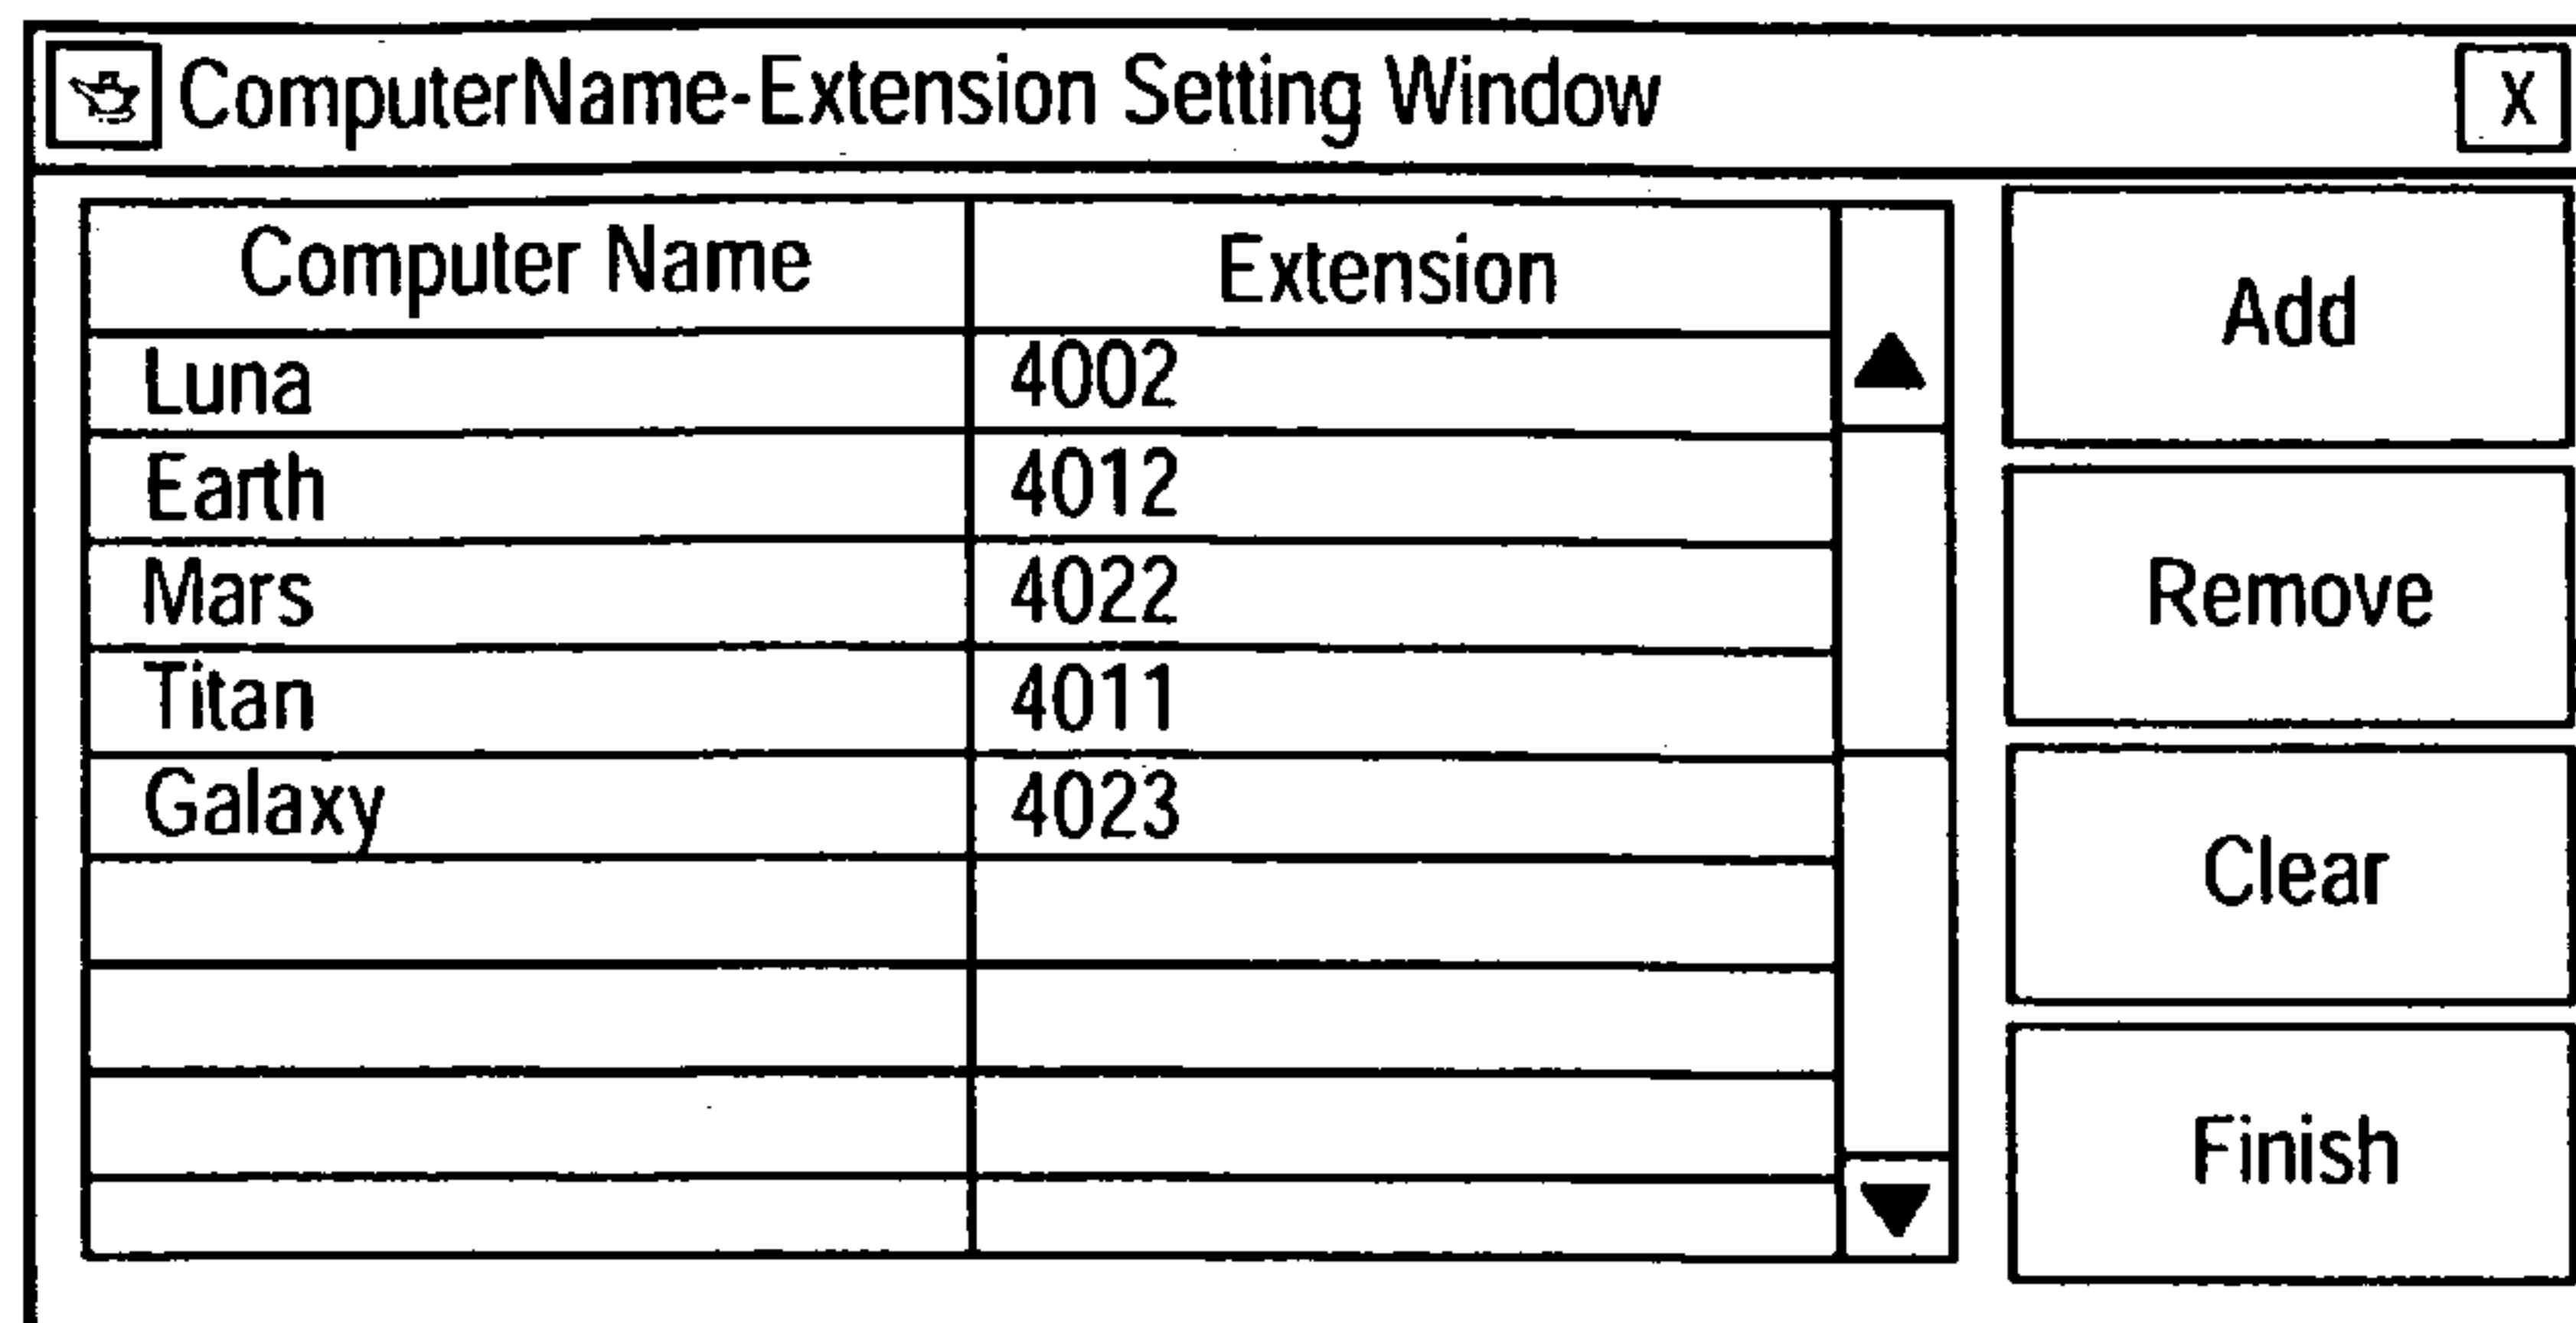 ComputerName-Extension Setting Window X
Computer Name Extension
Luna 4002
Earth 4012
Mars 4022
Titan 4011
Galaxy 4023
Add
Remove
Clear
Finish